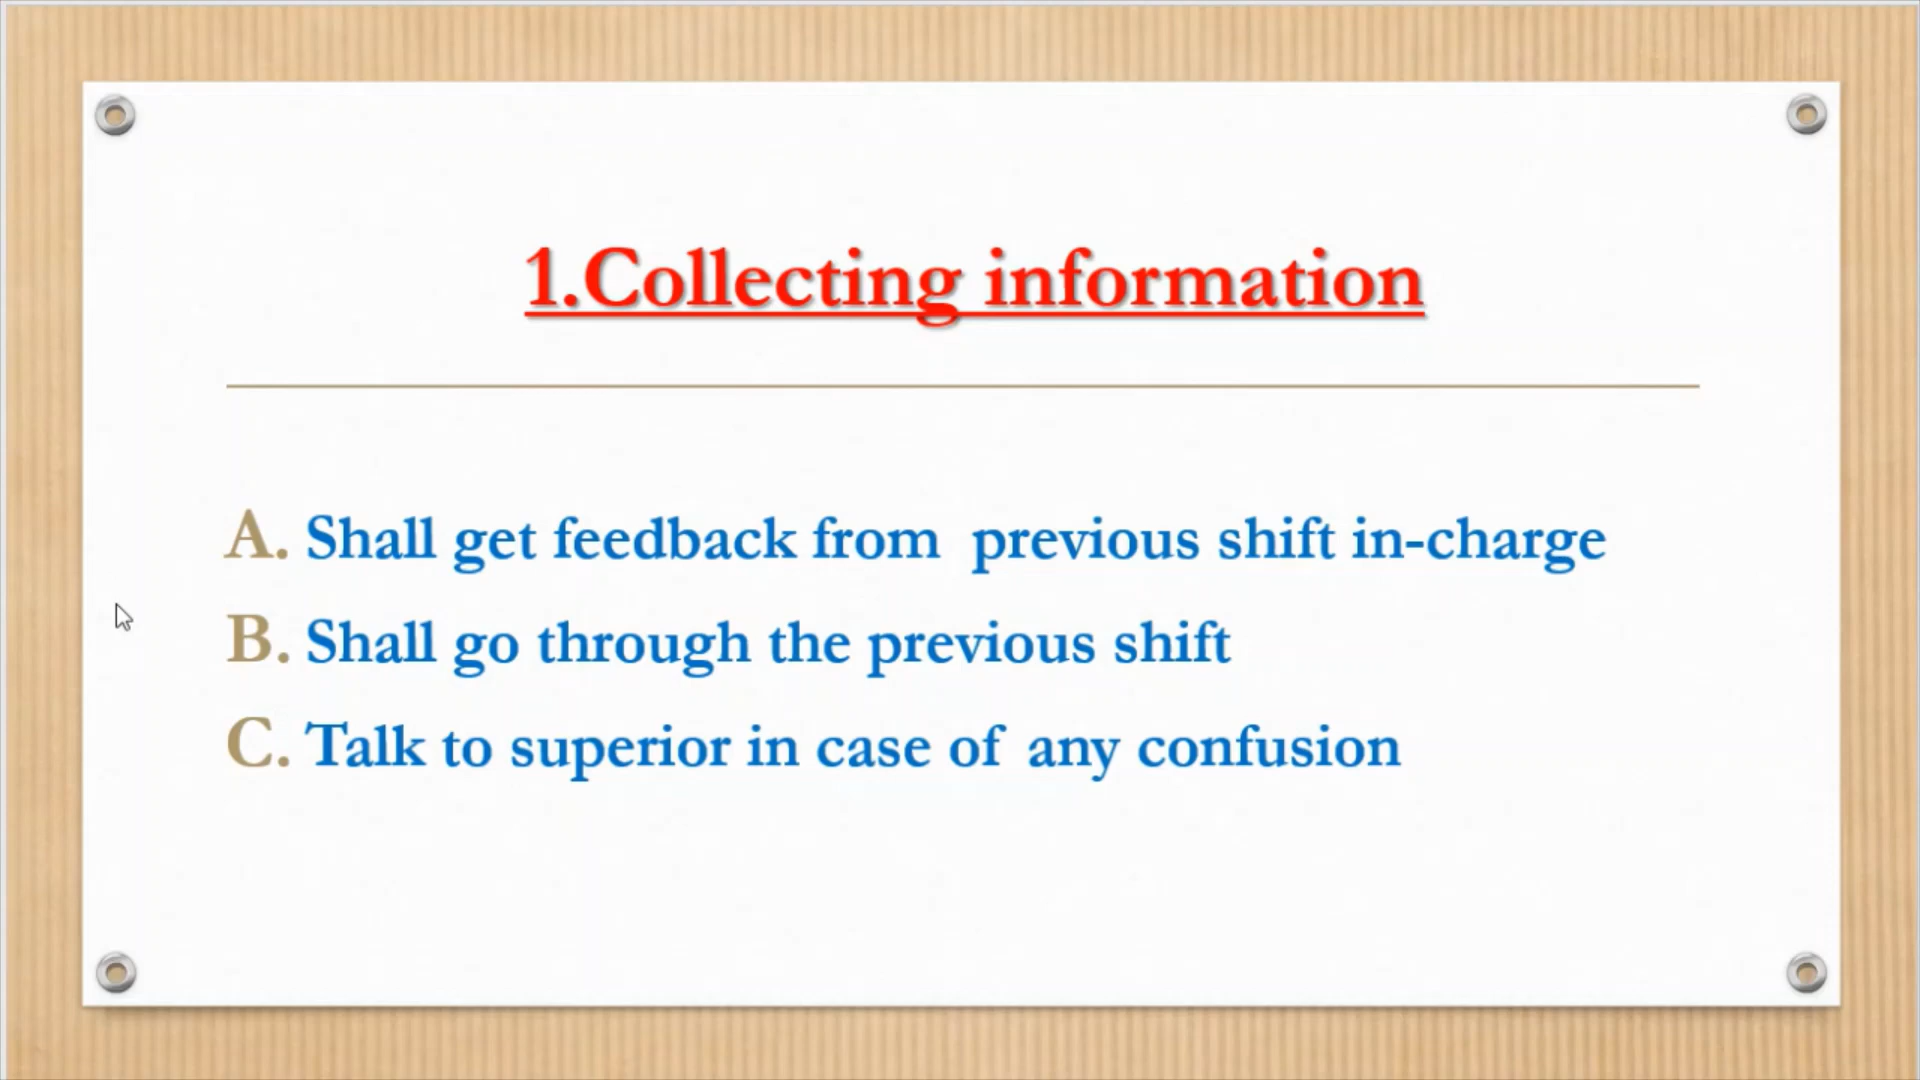 1.Collecting information
A. Shall get feedback from previous shift in-charge
B. Shall go through the previous shift
C. Talk to superior in case of any confusion